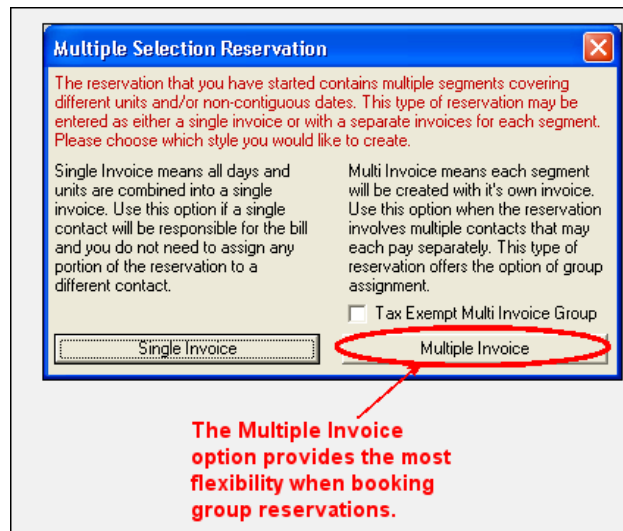 Multiple Selection Reservation
The reservation that you have started contains multiple segments covering
different units and/or non-contiguous dates. This type of reservation may be
entered as either a single invoice or with a separate invoices for each segment.
Please choose which style you would like to create.
Single Invoice means all days and
units are combined into a single
invoice. Use this option if a single
contact will be responsible for the bill
and you do not need to assign any
portion of the reservation to a
different contact.
Multi Invoice means each segment
will be created with it's own invoice.
Use this option when the reservation
involves multiple contacts that may
each pay separately. This type of
reservation offers the option of group
assignment.
Tax Exempt Multi Invoice Group
Single Invoice
Multiple Invoice
The Multiple Invoice
option provides the most
flexibility when booking
group reservations.